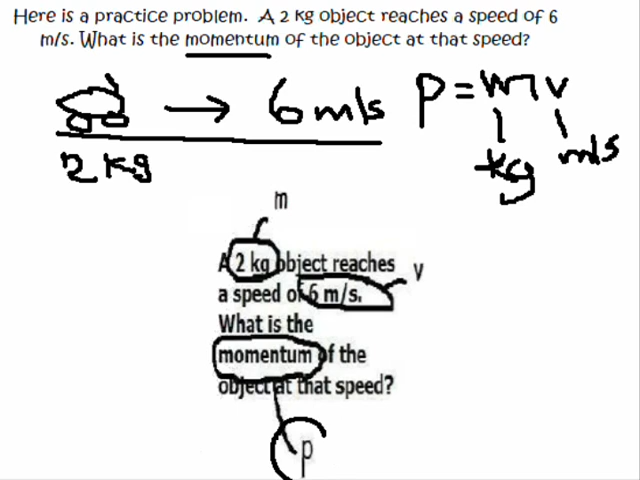 Here is a practice problem. A 2 kg object reaches a speed of 6
m/s. What is the momentum of the object at that speed?
→ 6 m/s
P = mv
2 kg
kg
m/s
m
A 2 kg object reaches
v
a speed of 6 m/s.
What is the
momentum of the
object at that speed?
p